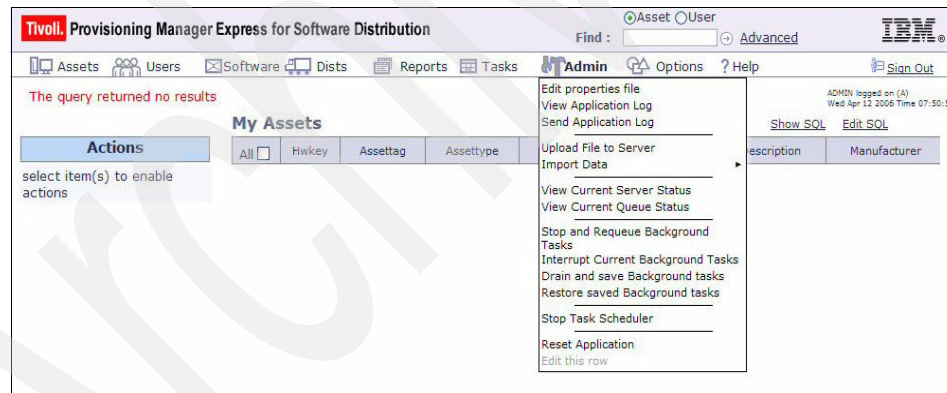 Tivoli. Provisioning Manager Express for Software Distribution
Asset User
Find : Advanced
IBM®
Assets Users Software Dists Reports Tasks Admin Options ? Help Sign Out
The query returned no results
ADMIN logged on (A)
Wed Apr 12 2006 Time 07:50:
My Assets
Show SQL Edit SQL
Actions
All Hwkey Assettag Assettype escription Manufacturer
select item(s) to enable
actions
Edit properties file
View Application Log
Send Application Log
Upload File to Server
Import Data
View Current Server Status
View Current Queue Status
Stop and Requeue Background
Tasks
Interrupt Current Background Tasks
Drain and save Background tasks
Restore saved Background tasks
Stop Task Scheduler
Reset Application
Edit this row